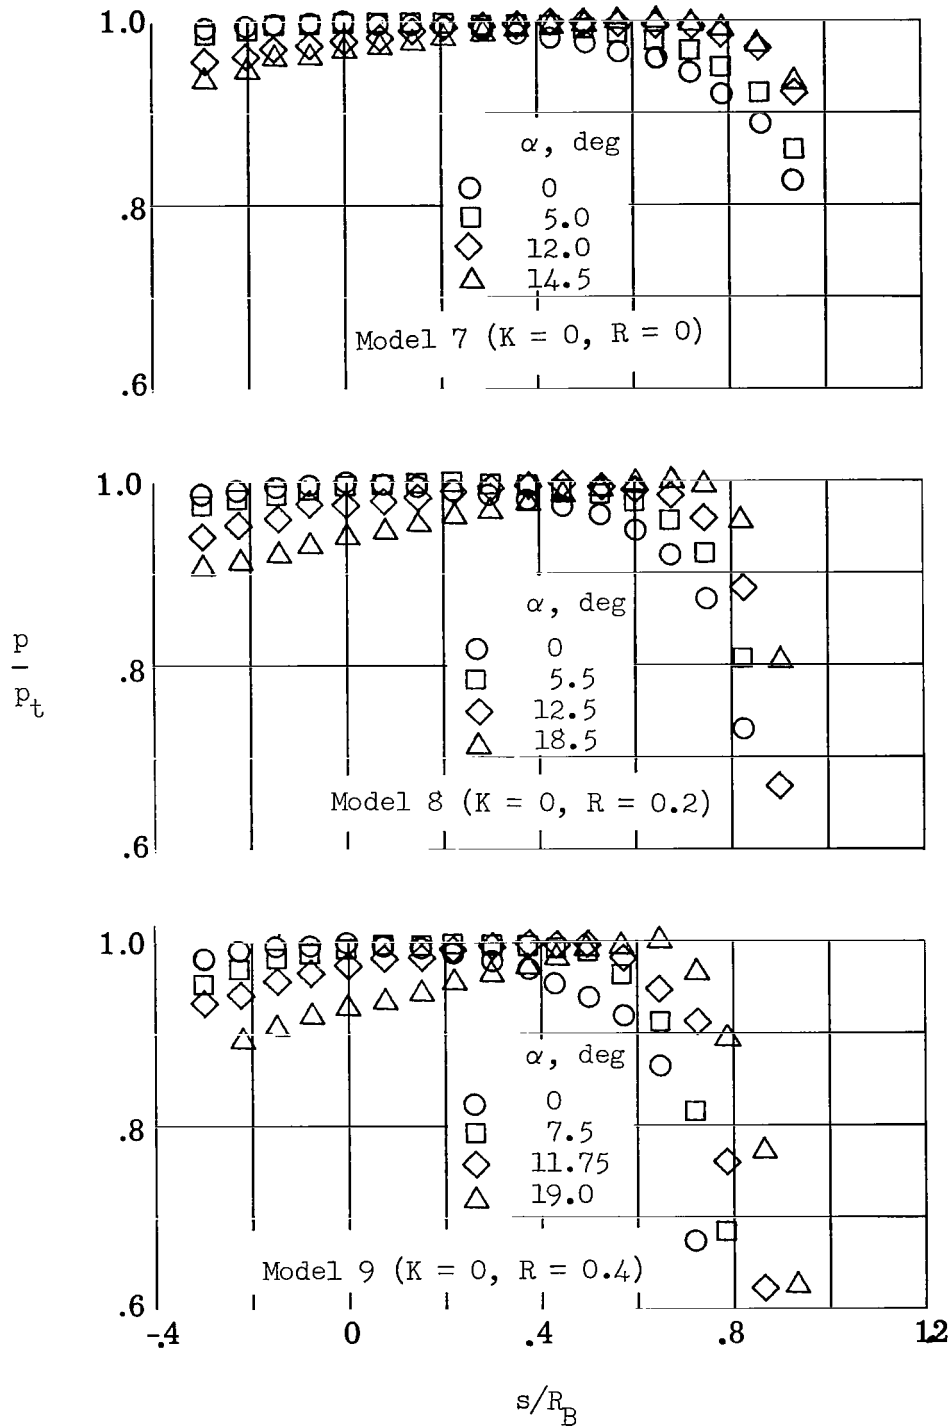 1.0
α, deg
0
5.0
.8
12.0
14.5
Model 7 (K = 0, R = 0)
.6
1.0
α, deg
0
5.5
.8
12.5
18.5
Model 8 (K = 0, R = 0.2)
.6
p
p_t
1.0
α, deg
0
7.5
.8
11.75
19.0
Model 9 (K = 0, R = 0.4)
.6
-.4 0 .4 .8 1.2
s/R_B